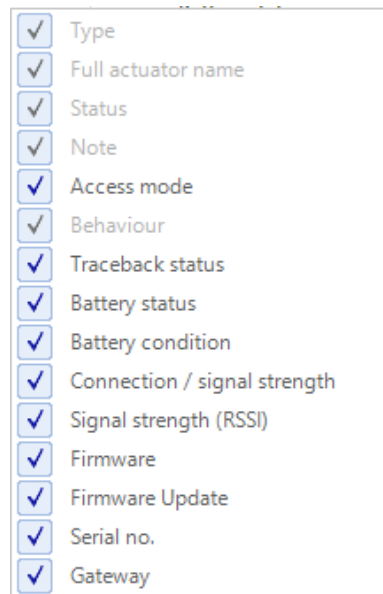 Type
Full actuator name
Status
Note
Access mode
Behaviour
Traceback status
Battery status
Battery condition
Connection / signal strength
Signal strength (RSSI)
Firmware
Firmware Update
Serial no.
Gateway